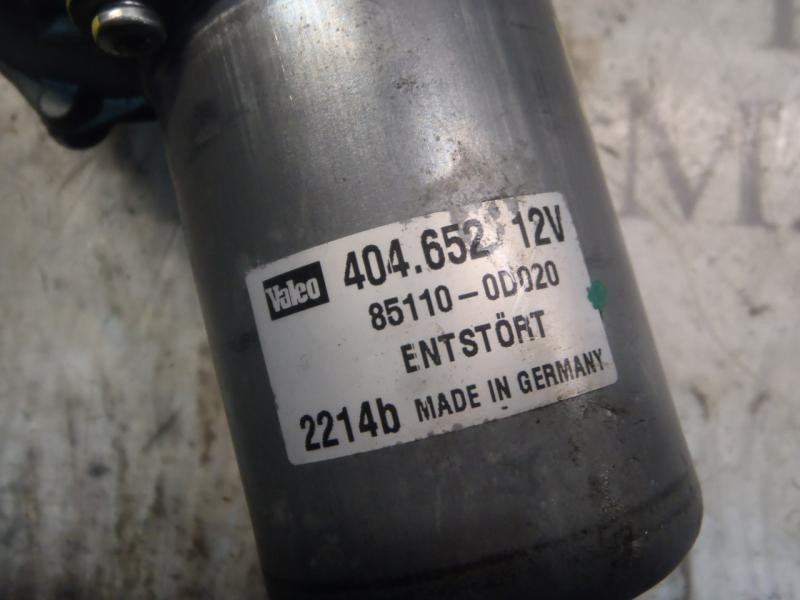 Valeo 404.652 12V
85110-0D020
ENTSTÖRT
2214b MADE IN GERMANY